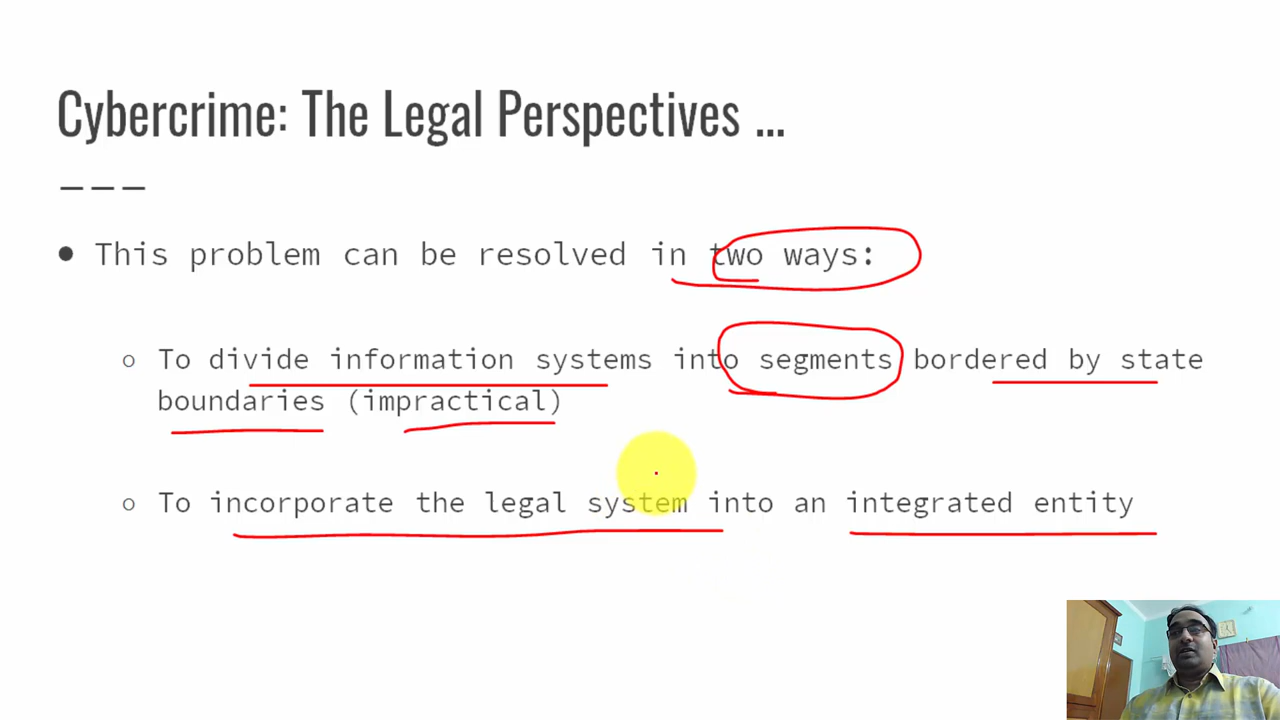 Cybercrime: The Legal Perspectives ...
● This problem can be resolved in two ways:
○ To divide information systems into segments bordered by state
boundaries (impractical)
○ To incorporate the legal system into an integrated entity